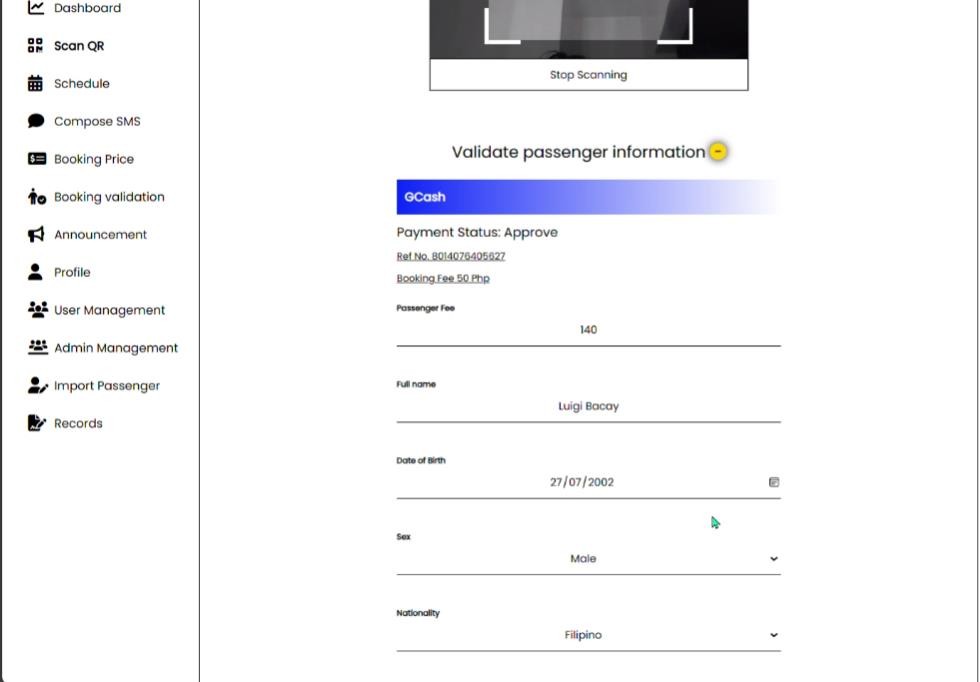 Dashboard
Scan QR
Schedule
Compose SMS
Booking Price
Booking validation
Announcement
Profile
User Management
Admin Management
Import Passenger
Records
Stop Scanning
Validate passenger information
GCash
Payment Status: Approve
Ref No. 8014076405627
Booking Fee 50 Php
Passenger Fee
140
Full name
Luigi Bacay
Date of Birth
27/07/2002
Sex
Male
Nationality
Filipino